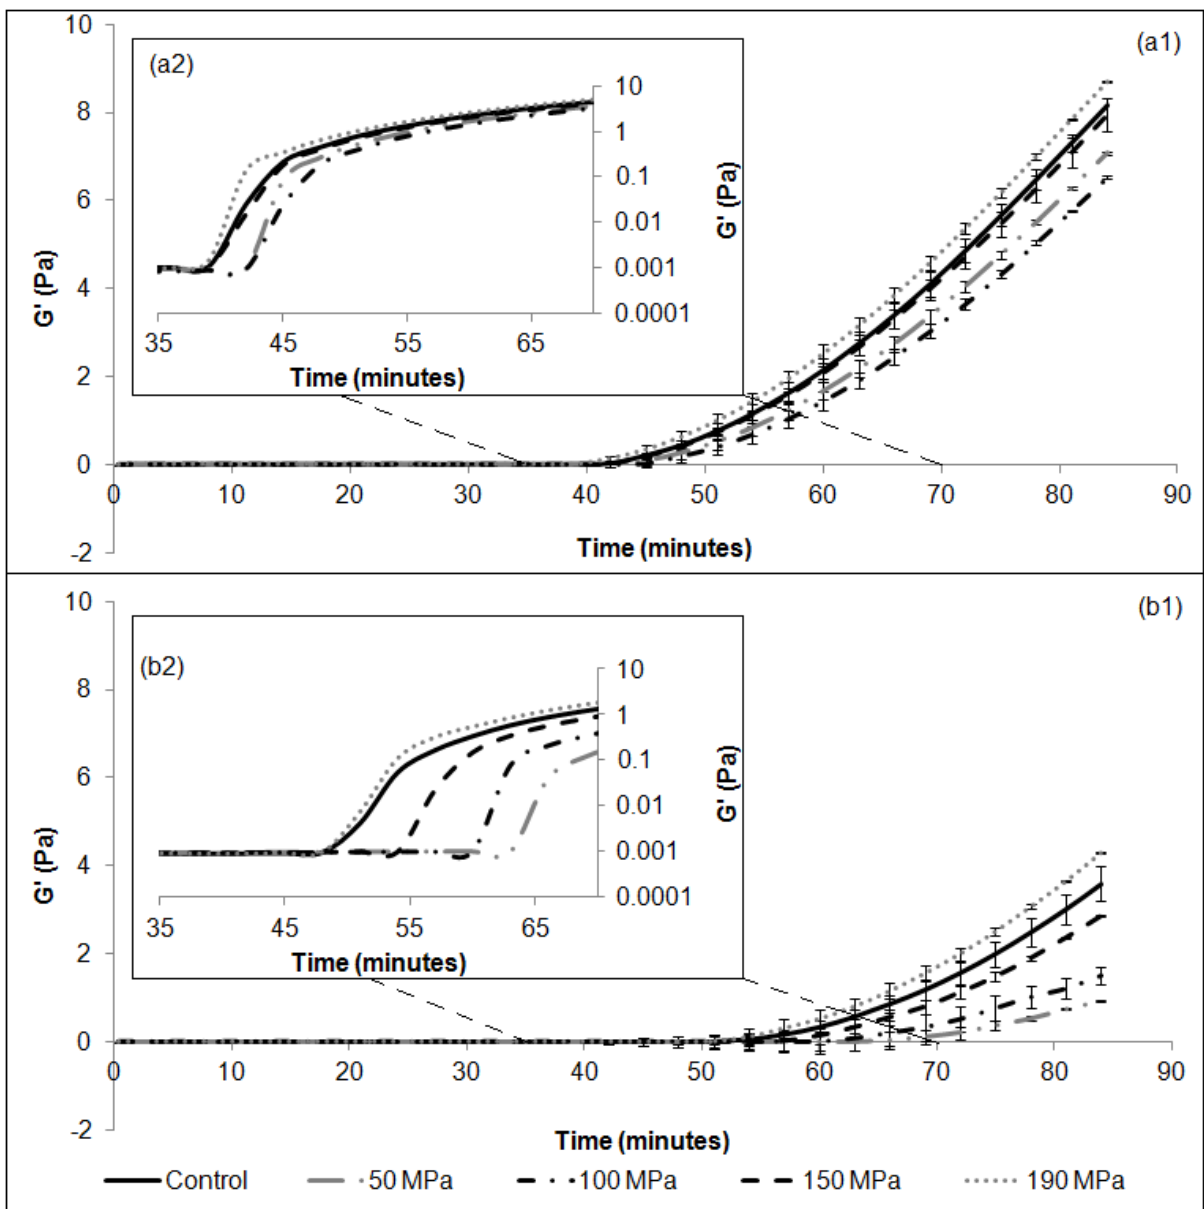 10
(a1)
(a2)
8
10
1
0.1
0.01
0.001
0.0001
G' (Pa)
35 45 55 65
Time (minutes)
6
G' (Pa)
4
2
0
0 10 20 30 40 50 60 70 80 90
-2
Time (minutes)
10
(b1)
(b2)
8
10
1
0.1
0.01
0.001
0.0001
G' (Pa)
35 45 55 65
Time (minutes)
6
G' (Pa)
4
2
0
0 10 20 30 40 50 60 70 80 90
-2
Time (minutes)
Control 50 MPa 100 MPa 150 MPa 190 MPa